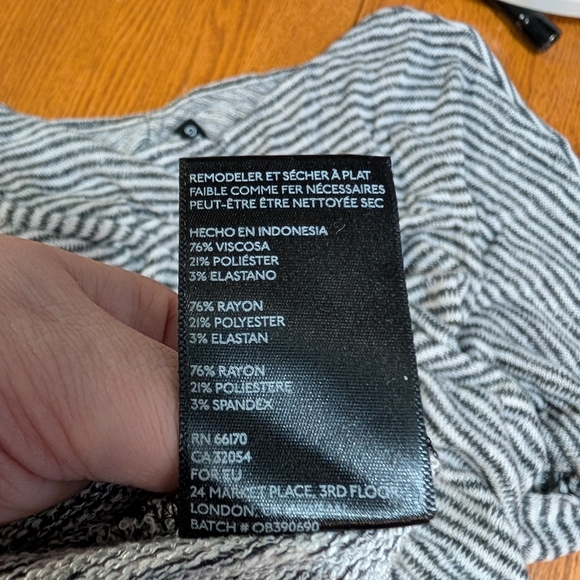 REMODELER ET SÉCHER À PLAT
FAIBLE COMME FER NÉCESSAIRES
PEUT-ÊTRE ÊTRE NETTOYÉE SEC
HECHO EN INDONESIA
76% VISCOSA
21% POLIÉSTER
3% ELASTANO
76% RAYON
21% POLYESTER
3% ELASTAN
76% RAYON
21% POLIESTERE
3% SPANDEX
RN 66170
CA 32054
FOR EU
24 MARKET PLACE, 3RD FLOOR
LONDON,
BATCH # OB390690